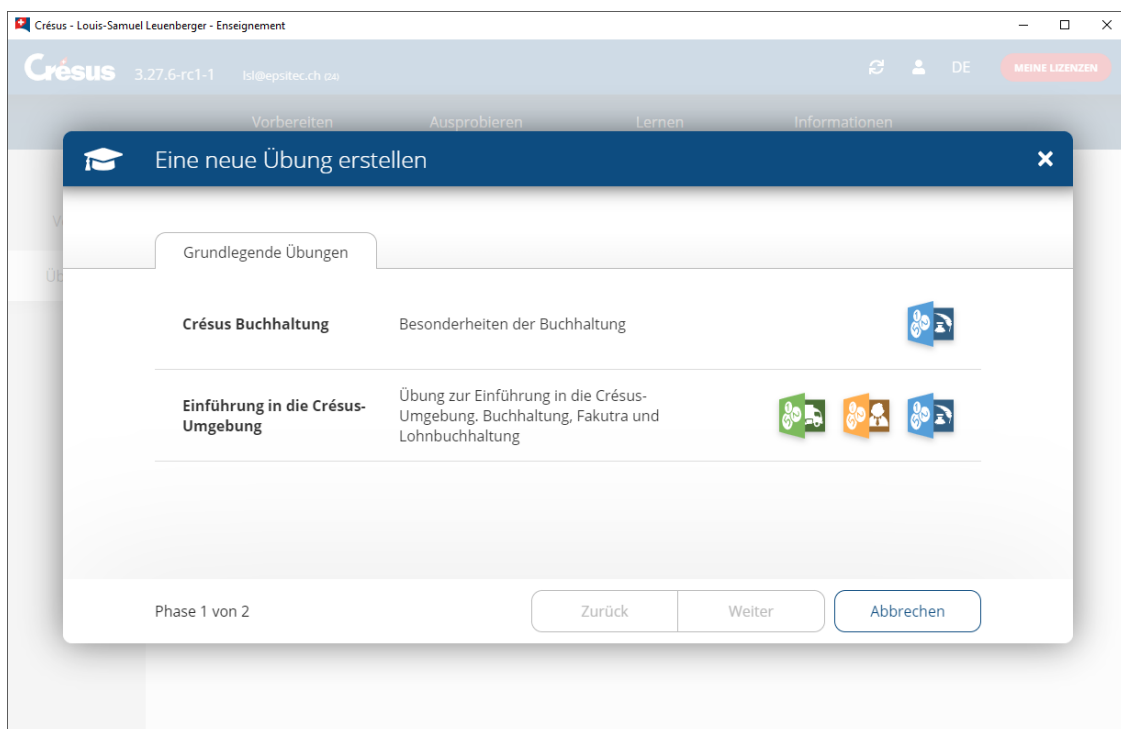 Crésus - Louis-Samuel Leuenberger - Enseignement
Crésus 3.27.6-rc1-1 lsl@epsitec.ch (24) DE MEINE LIZENZEN
Vorbereiten Ausprobieren Lernen Informationen
Eine neue Übung erstellen
Grundlegende Übungen
Crésus Buchhaltung Besonderheiten der Buchhaltung
Einführung in die Crésus-
Umgebung
Übung zur Einführung in die Crésus-
Umgebung. Buchhaltung, Fakutra und
Lohnbuchhaltung
Phase 1 von 2 Zurück Weiter Abbrechen